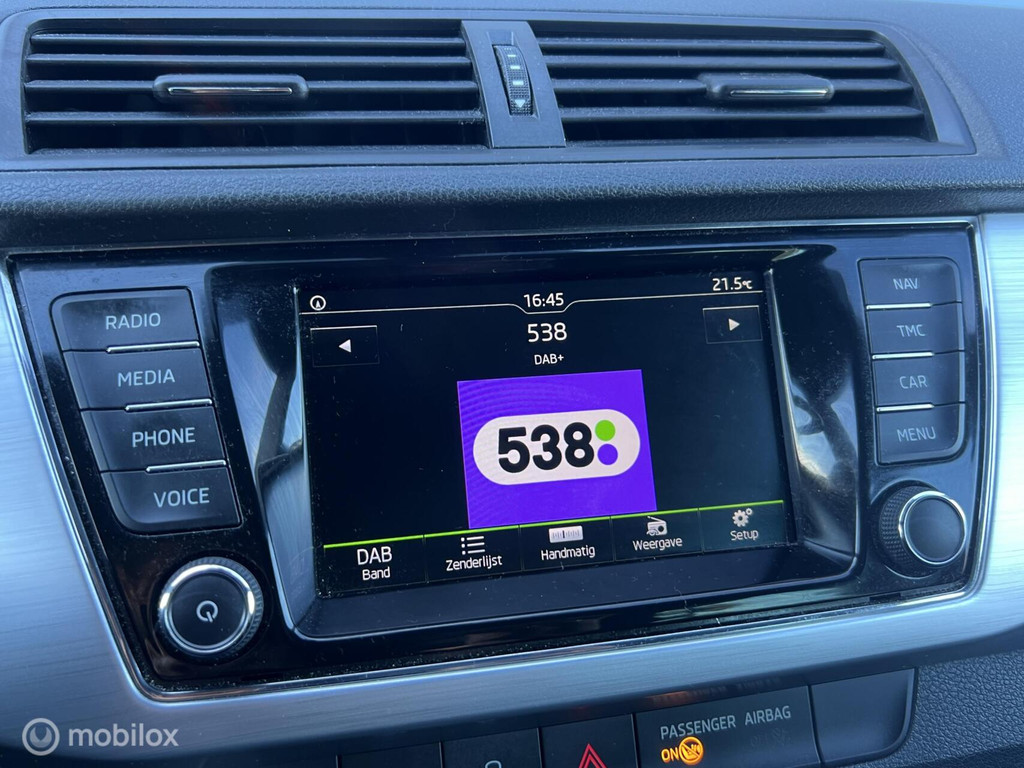 16:45
21.5°C
538
DAB+
538
DAB
Band
Zenderlijst
Handmatig
Weergave
Setup
RADIO
MEDIA
PHONE
VOICE
NAV
TMC
CAR
MENU
PASSENGER AIRBAG
ON
mobilox